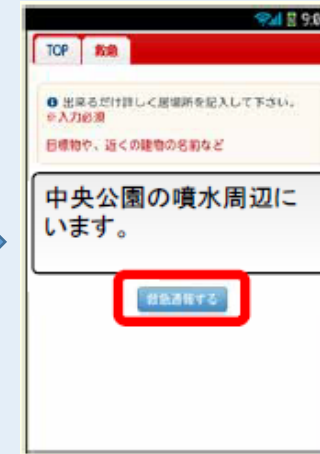 9:0
TOP 救急
出来るだけ詳しく居場所を記入して下さい。
※入力必須
目標物や、近くの建物の名前など
中央公園の噴水周辺に
います。
救急通報する